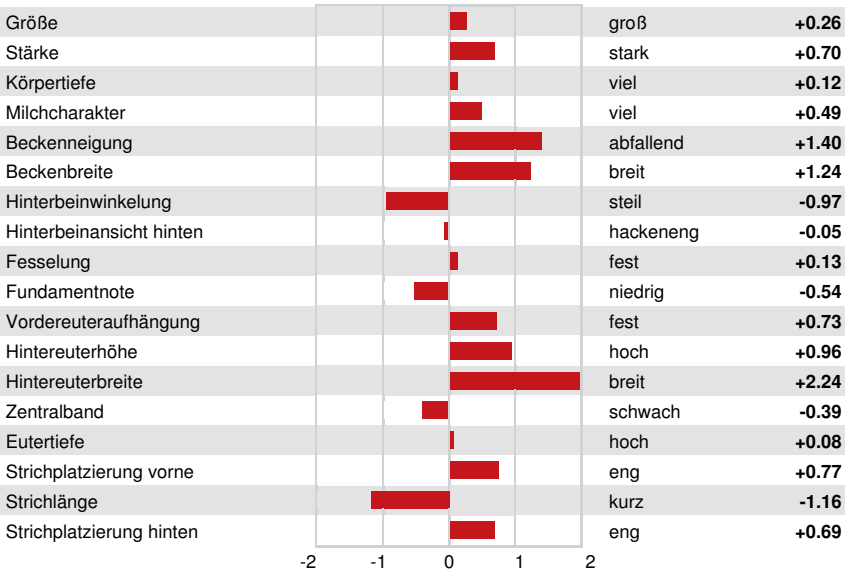 Größe groß +0.26
Stärke stark +0.70
Körpertiefe viel +0.12
Milchcharakter viel +0.49
Beckenneigung abfallend +1.40
Beckenbreite breit +1.24
Hinterbeinwinkelung steil -0.97
Hinterbeinansicht hinten hackeneng -0.05
Fesselung fest +0.13
Fundamentnote niedrig -0.54
Vordereuteraufhängung fest +0.73
Hintereuterhöhe hoch +0.96
Hintereuterbreite breit +2.24
Zentralband schwach -0.39
Eutertiefe hoch +0.08
Strichplatzierung vorne eng +0.77
Strichlänge kurz -1.16
Strichplatzierung hinten eng +0.69
-2 -1 0 1 2